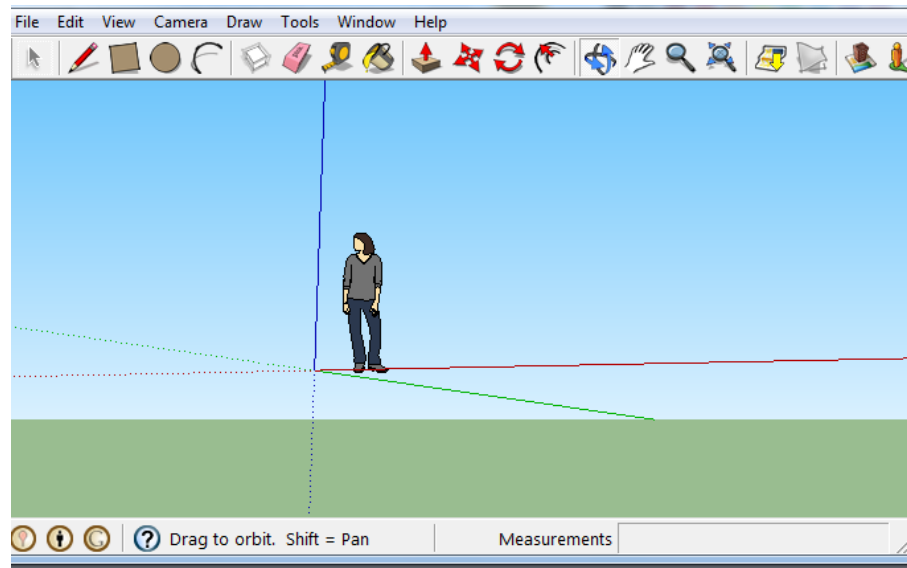 File Edit View Camera Draw Tools Window Help
Drag to orbit. Shift = Pan Measurements